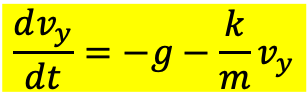 dv_y/dt = −g − k/m v_y